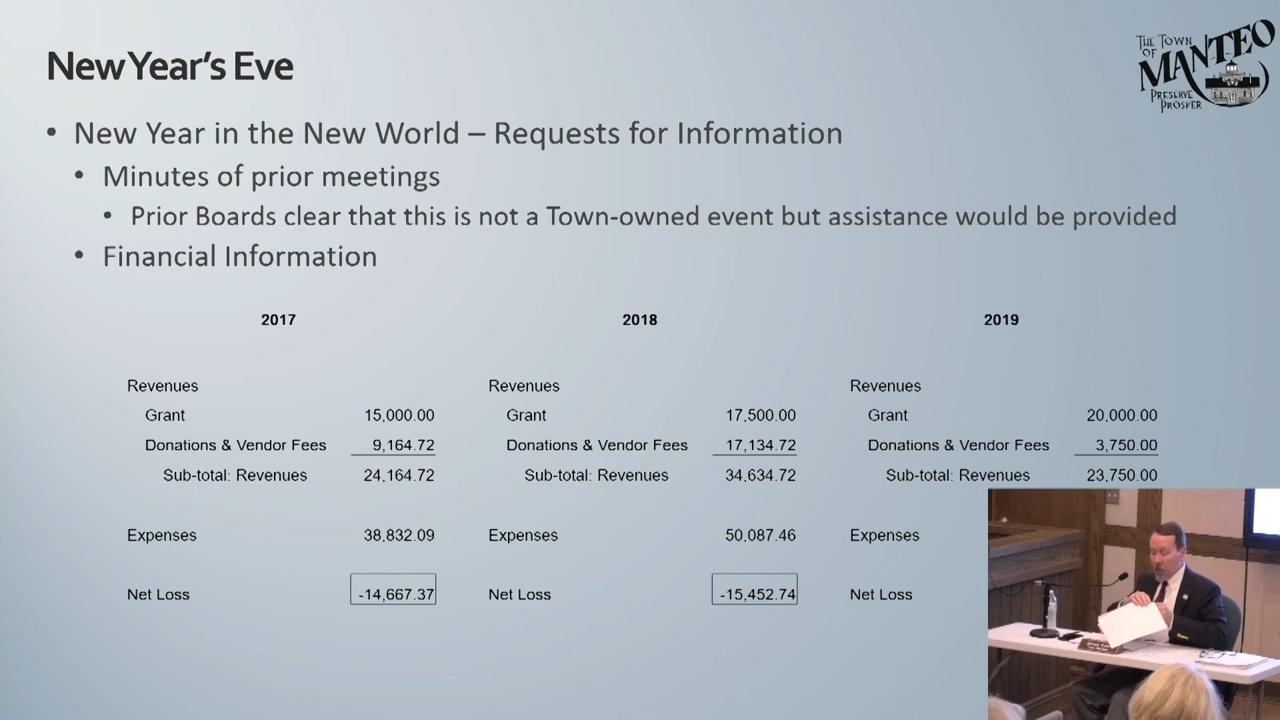 New Year's Eve
THE TOWN
OF
MANTEO
PRESERVE
PROSPER
• New Year in the New World – Requests for Information
• Minutes of prior meetings
• Prior Boards clear that this is not a Town-owned event but assistance would be provided
• Financial Information
2017 2018 2019
Revenues Revenues Revenues
Grant 15,000.00 Grant 17,500.00 Grant 20,000.00
Donations & Vendor Fees 9,164.72 Donations & Vendor Fees 17,134.72 Donations & Vendor Fees 3,750.00
Sub-total: Revenues 24,164.72 Sub-total: Revenues 34,634.72 Sub-total: Revenues 23,750.00
Expenses 38,832.09 Expenses 50,087.46 Expenses
Net Loss -14,667.37 Net Loss -15,452.74 Net Loss